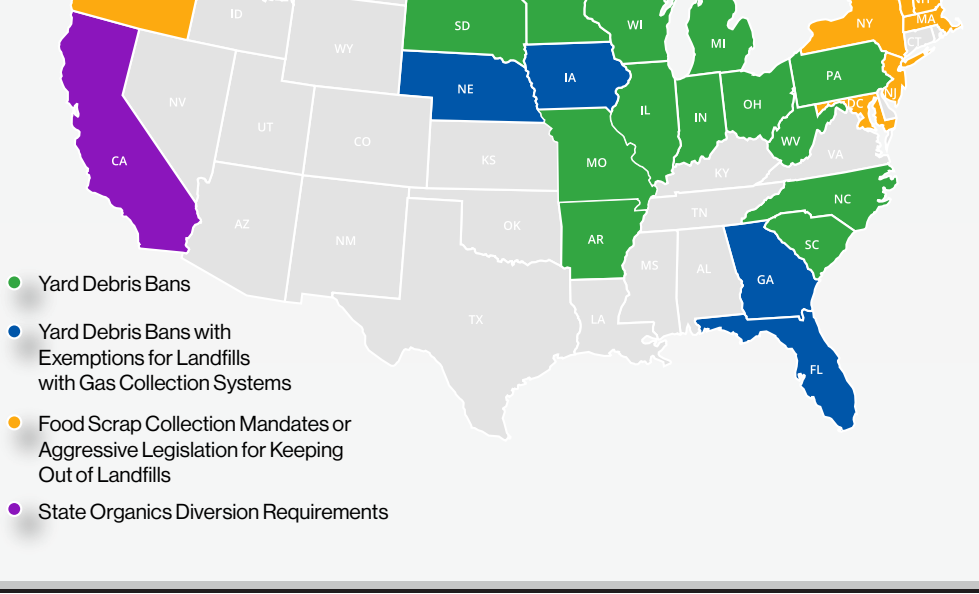 NH
ID
SD
WI
NY
MA
WY
MI
CT
NE
IA
PA
NV
IL
IN
OH
NJ
DC
UT
CO
WV
CA
KS
MO
VA
KY
NC
AZ
NM
OK
AR
TN
SC
MS
AL
GA
TX
LA
FL
Yard Debris Bans
Yard Debris Bans with
Exemptions for Landfills
with Gas Collection Systems
Food Scrap Collection Mandates or
Aggressive Legislation for Keeping
Out of Landfills
State Organics Diversion Requirements